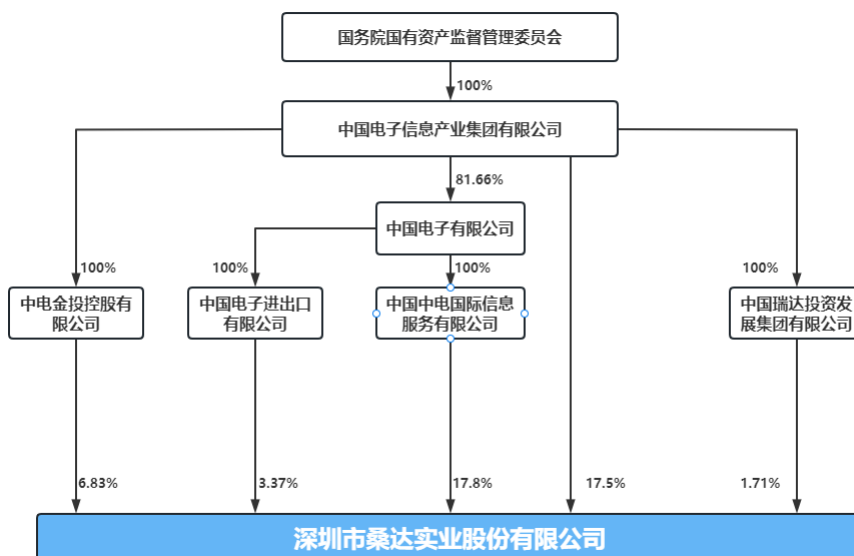 国务院国有资产监督管理委员会
100%
中国电子信息产业集团有限公司
81.66%
中国电子有限公司
100%
100%
100%
100%
中电金投控股有
限公司
中国电子进出口
有限公司
中国中电国际信息
服务有限公司
中国瑞达投资发
展集团有限公司
6.83%
3.37%
17.8%
17.5%
1.71%
深圳市桑达实业股份有限公司